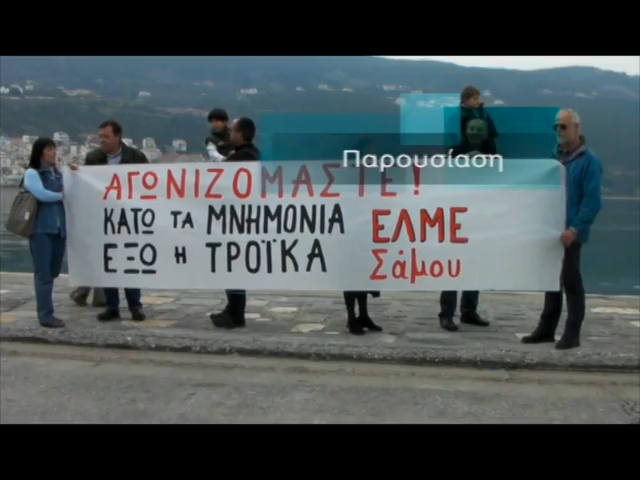 ΑΓΩΝΙΖΟΜΑΣΤΕ!
Παρουσίαση
ΚΑΤΩ ΤΑ ΜΝΗΜΟΝΙΑ
ΕΞΩ Η ΤΡΟΪΚΑ
ΕΛΜΕ
Σάμου